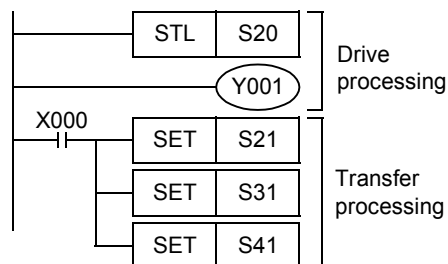 STL S20
Drive
processing
Y001
X000
SET S21
SET S31
Transfer
processing
SET S41